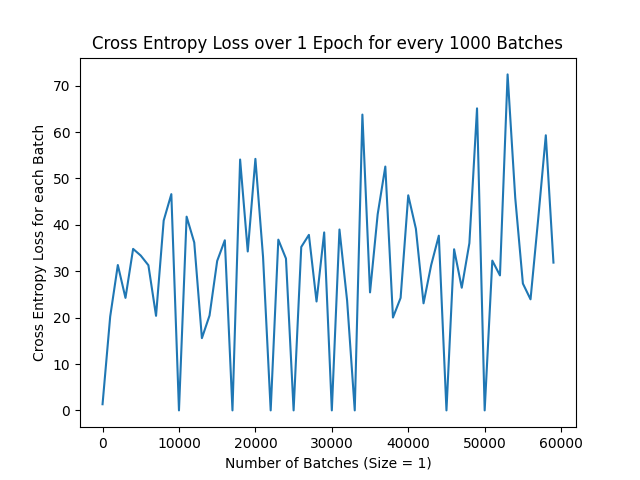 Cross Entropy Loss over 1 Epoch for every 1000 Batches
Cross Entropy Loss for each Batch
70
60
50
40
30
20
10
0
0 10000 20000 30000 40000 50000 60000
Number of Batches (Size = 1)